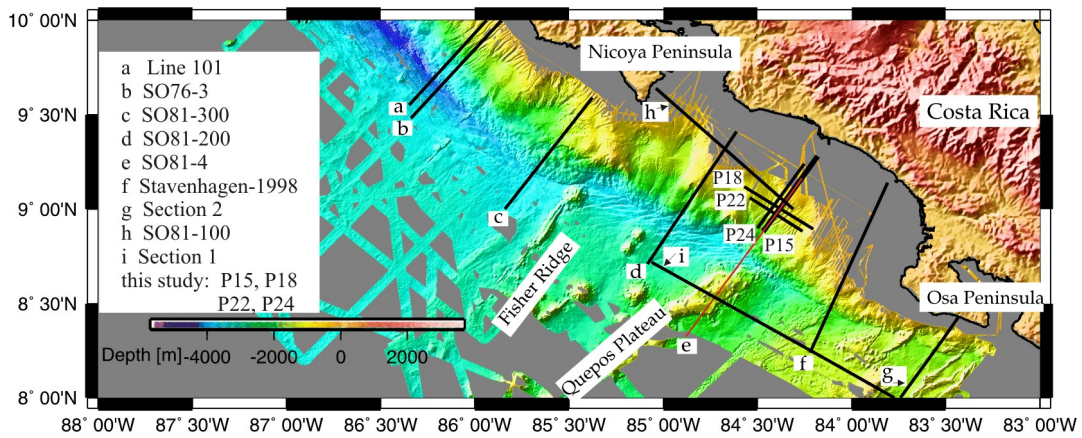 10° 00'N
9° 30'N
9° 00'N
8° 30'N
8° 00'N
a Line 101
b SO76-3
c SO81-300
d SO81-200
e SO81-4
f Stavenhagen-1998
g Section 2
h SO81-100
i Section 1
this study: P15, P18
P22, P24
Depth [m]
-4000
-2000
0
2000
Nicoya Peninsula
Costa Rica
a
b
h
c
P18
P22
P24
P15
d
i
Fisher Ridge
Quepos Plateau
e
f
g
Osa Peninsula
88° 00'W
87° 30'W
87° 00'W
86° 30'W
86° 00'W
85° 30'W
85° 00'W
84° 30'W
84° 00'W
83° 30'W
83° 00'W